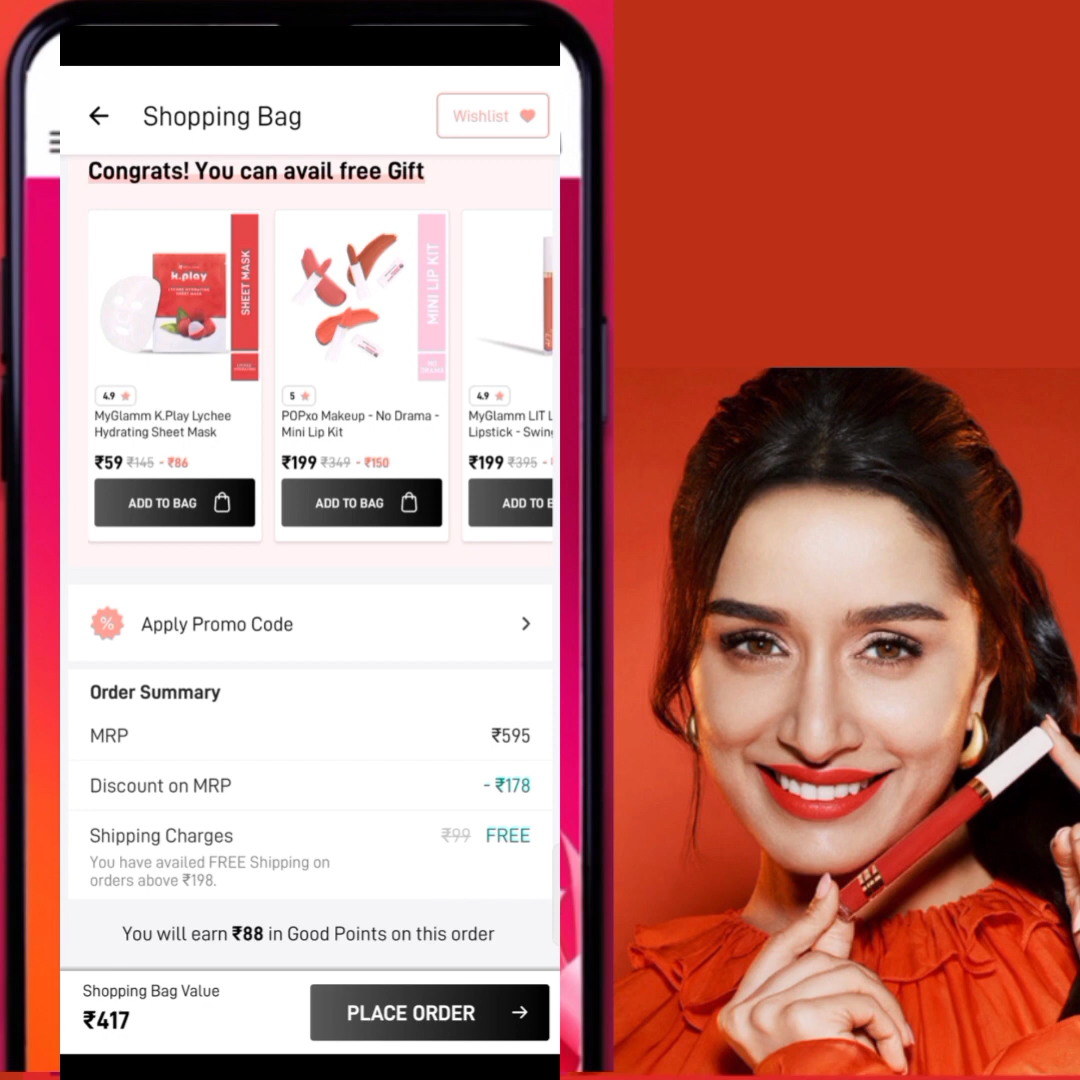 Shopping Bag
Wishlist
Congrats! You can avail free Gift
k.play
SHEET MASK
MINI LIP KIT
NO DRAMA
4.9
5
4.9
MyGlamm K.Play Lychee
Hydrating Sheet Mask
POPxo Makeup - No Drama -
Mini Lip Kit
MyGlamm LIT L
Lipstick - Swin
₹59 ₹145 - ₹86
₹199 ₹349 - ₹150
₹199 ₹395 -
ADD TO BAG
ADD TO BAG
ADD TO B
% Apply Promo Code
Order Summary
MRP ₹595
Discount on MRP - ₹178
Shipping Charges ₹99 FREE
You have availed FREE Shipping on
orders above ₹198.
You will earn ₹88 in Good Points on this order
Shopping Bag Value
₹417
PLACE ORDER